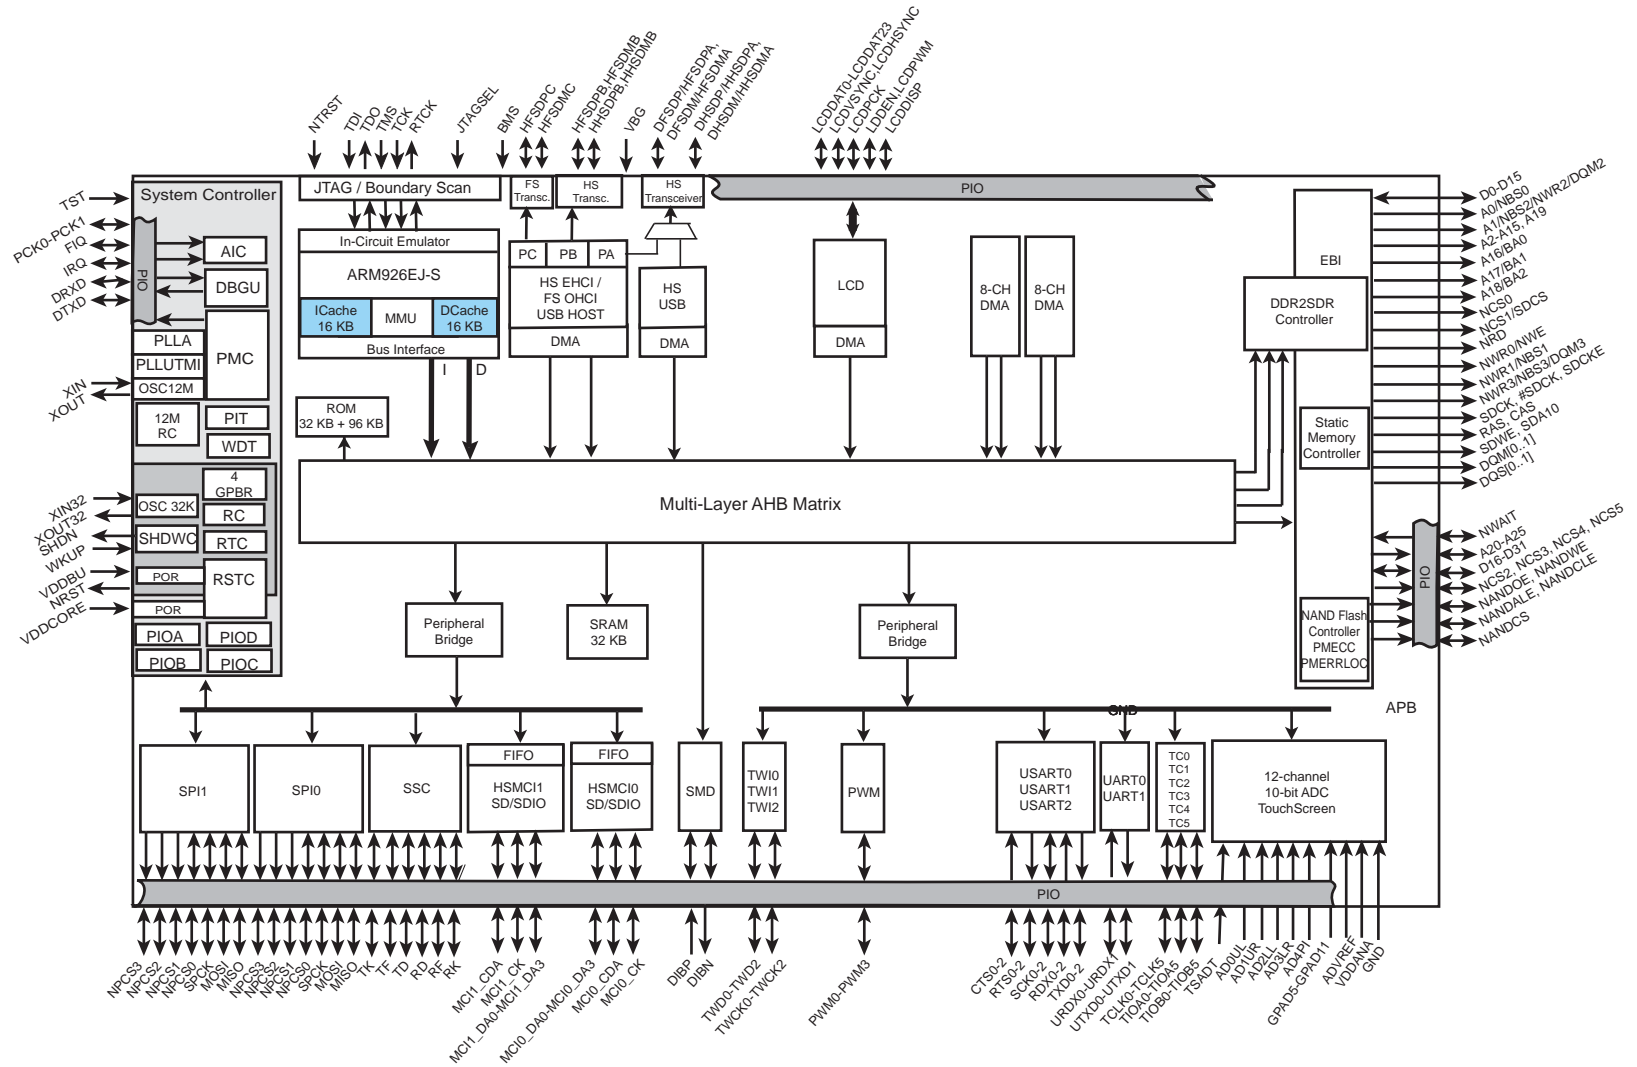 NTRST
TDI
TDO
TMS
TCK
RTCK
JTAGSEL
BMS
HFSDPC
HFSDMC
HFSDPB,HFSDMB
HHSDPB,HHSDMB
VBG
DFSDP/HFSDPA,
DFSDM/HFSDMA
DHSDP/HHSDPA,
DHSDM/HHSDMA
LCDDAT0-LCDDAT23
LCDVSYNC,LCDHSYNC
LCDPCK
LDDEN,LCDPWM
LCDDISP
System Controller
JTAG / Boundary Scan
FS
Transc.
HS
Transc.
HS
Transceiver
PIO
TST
PCK0-PCK1
FIQ
IRQ
DRXD
DTXD
XIN
XOUT
XIN32
XOUT32
SHDN
WKUP
VDDBU
NRST
VDDCORE
PIO
AIC
DBGU
PMC
PLLA
PLLUTMI
OSC12M
12M
RC
PIT
WDT
4
GPBR
OSC 32K
RC
SHDWC
RTC
POR
RSTC
POR
PIOA
PIOD
PIOB
PIOC
In-Circuit Emulator
ARM926EJ-S
ICache
16 KB
MMU
DCache
16 KB
Bus Interface
I
D
ROM
32 KB + 96 KB
PC
PB
PA
HS EHCI /
FS OHCI
USB HOST
DMA
HS
USB
DMA
LCD
DMA
8-CH
DMA
8-CH
DMA
EBI
DDR2SDR
Controller
Static
Memory
Controller
NAND Flash
Controller
PMECC
PMERRLOC
D0-D15
A0/NBS0
A1/NBS2/NWR2/DQM2
A2-A15, A19
A16/BA0
A17/BA1
A18/BA2
NCS0
NCS1/SDCS
NRD
NWR0/NWE
NWR1/NBS1
NWR3/NBS3/DQM3
SDCK, #SDCK, SDCKE
RAS, CAS
SDWE, SDA10
DQM[0..1]
DQS[0..1]
PIO
NWAIT
A20-A25
D16-D31
NCS2, NCS3, NCS4, NCS5
NANDOE, NANDWE
NANDALE, NANDCLE
NANDCS
Multi-Layer AHB Matrix
Peripheral
Bridge
SRAM
32 KB
Peripheral
Bridge
GND
APB
SPI1
SPI0
SSC
FIFO
HSMCI1
SD/SDIO
FIFO
HSMCI0
SD/SDIO
SMD
TWI0
TWI1
TWI2
PWM
USART0
USART1
USART2
UART0
UART1
TC0
TC1
TC2
TC3
TC4
TC5
12-channel
10-bit ADC
TouchScreen
PIO
NPCS3
NPCS2
NPCS1
NPCS0
SPCK
MOSI
MISO
NPCS3
NPCS2
NPCS1
NPCS0
SPCK
MOSI
MISO
TK
TF
TD
RD
RF
RK
MCI1_CDA
MCI1_CK
MCI1_DA0-MCI1_DA3
MCI0_DA0-MCI0_DA3
MCI0_CDA
MCI0_CK
DIBP
DIBN
TWD0-TWD2
TWCK0-TWCK2
PWM0-PWM3
CTS0-2
RTS0-2
SCK0-2
RDX0-2
TXD0-2
URDX0-URDX1
UTXD0-UTXD1
TCLK0-TCLK5
TIOA0-TIOA5
TIOB0-TIOB5
TSADT
AD0UL
AD1UR
AD2LL
AD3LR
AD4PI
GPAD5-GPAD11
ADVREF
VDDANA
GND